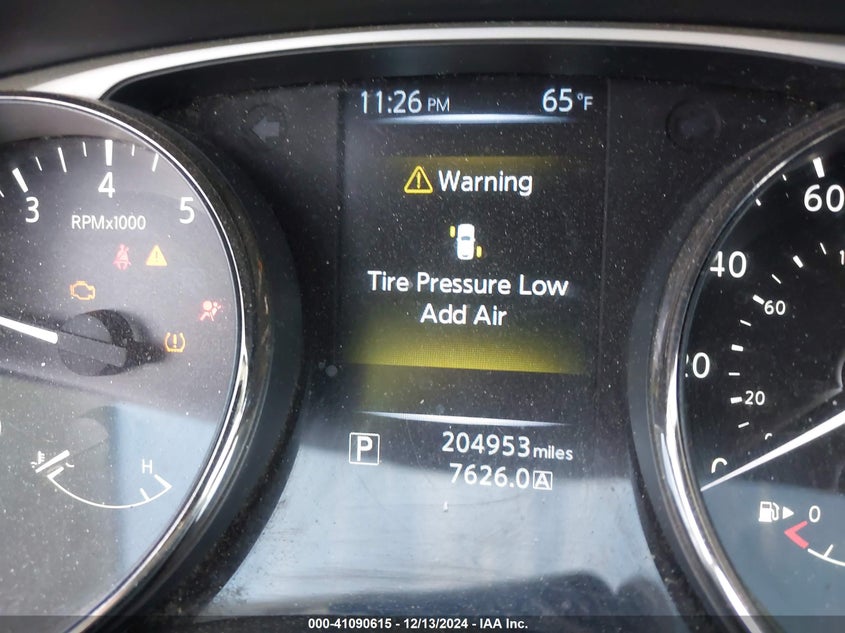 11:26 PM 65°F
Warning
Tire Pressure Low
Add Air
P 204953 miles
7626.0 A
3 4 5
RPMx1000
H
60
40
60
20
0
0
000-41090615 / 12/13/2024 - IAA Inc.